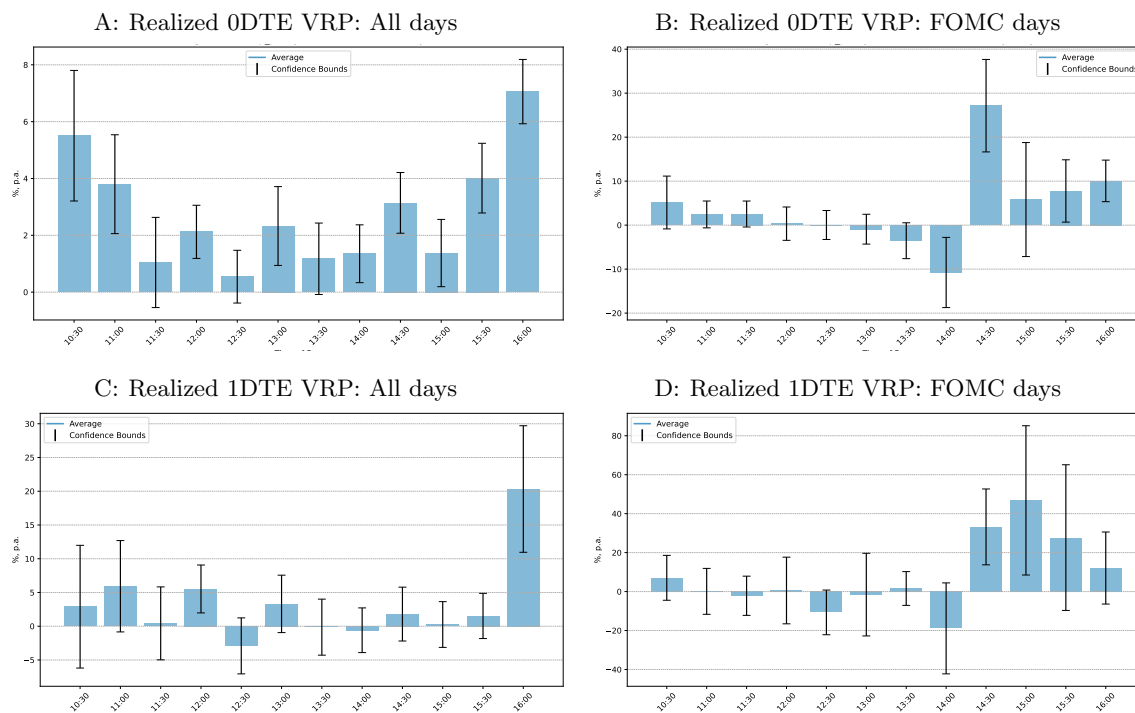 A: Realized 0DTE VRP: All days
8
6
4
2
0
%, p.a.
Average
Confidence Bounds
10:30 11:00 11:30 12:00 12:30 13:00 13:30 14:00 14:30 15:00 15:30 16:00
B: Realized 0DTE VRP: FOMC days
40
30
20
10
0
−10
−20
%, p.a.
Average
Confidence Bounds
10:30 11:00 11:30 12:00 12:30 13:00 13:30 14:00 14:30 15:00 15:30 16:00
C: Realized 1DTE VRP: All days
30
25
20
15
10
5
0
−5
%, p.a.
Average
Confidence Bounds
10:30 11:00 11:30 12:00 12:30 13:00 13:30 14:00 14:30 15:00 15:30 16:00
D: Realized 1DTE VRP: FOMC days
80
60
40
20
0
−20
−40
%, p.a.
Average
Confidence Bounds
10:30 11:00 11:30 12:00 12:30 13:00 13:30 14:00 14:30 15:00 15:30 16:00